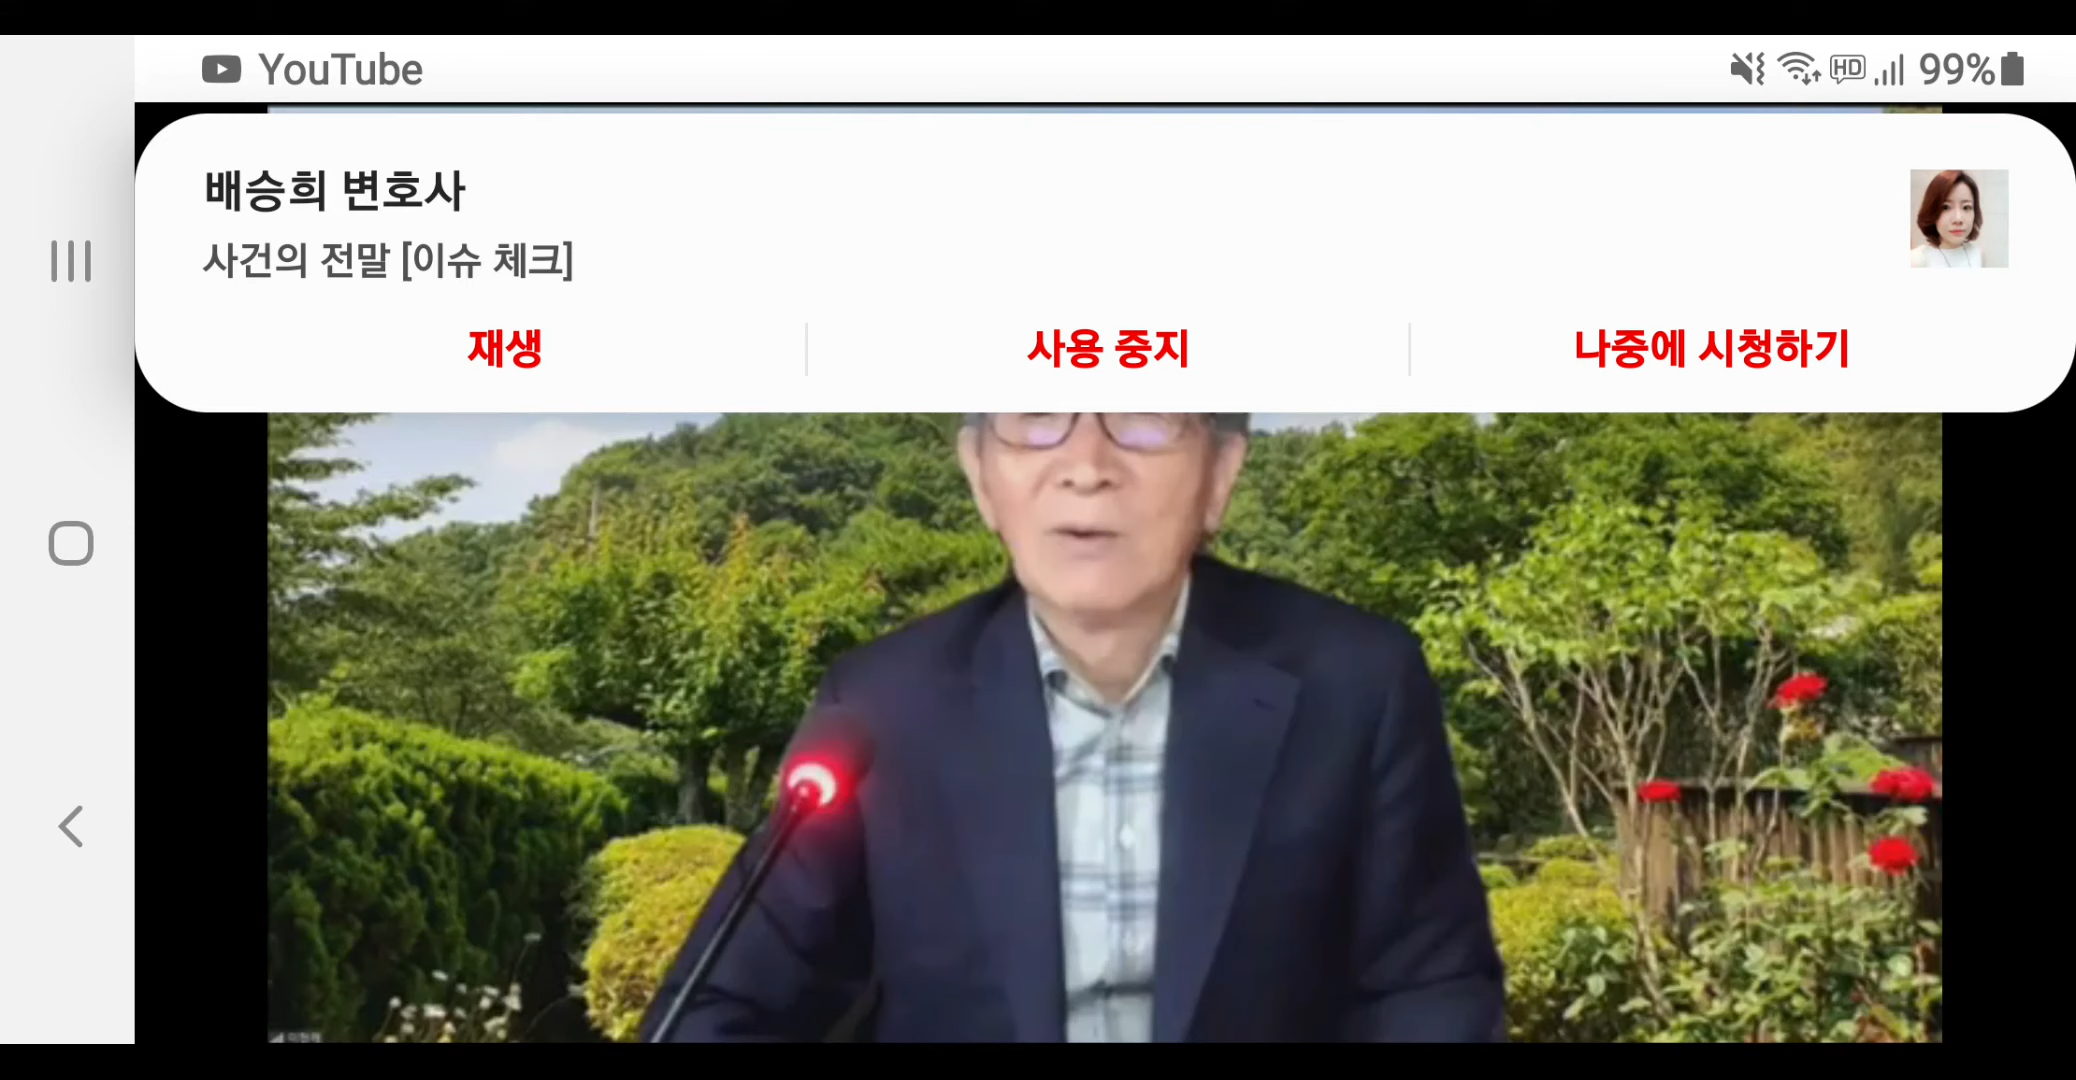 YouTube
HD 99%
배승희 변호사
사건의 전말 [이슈 체크]
재생
사용 중지
나중에 시청하기